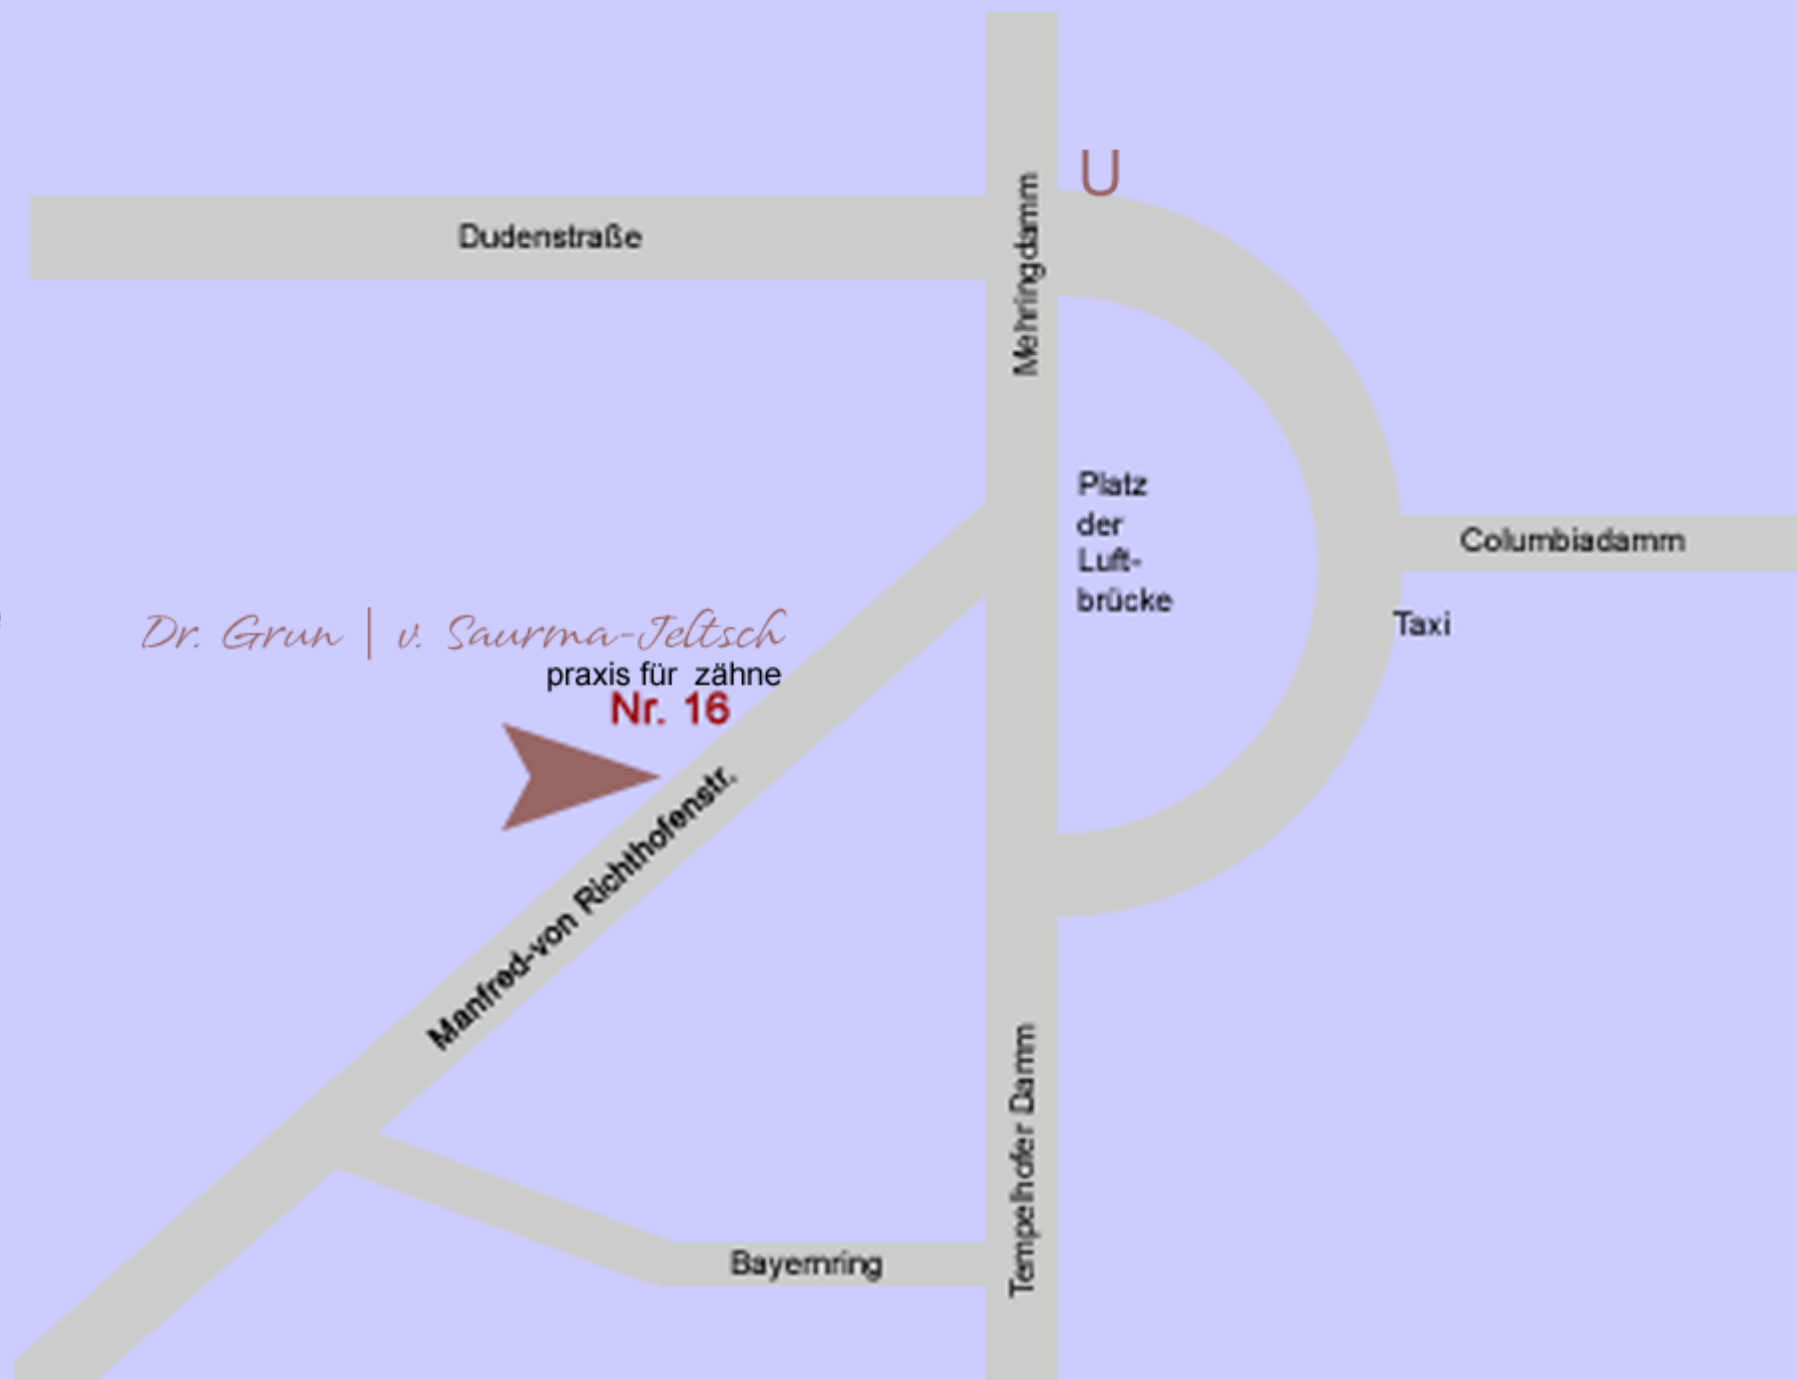 U
Dudenstraße
Mehringdamm
Platz
der
Luft-
brücke
Columbiadamm
Taxi
Dr. Grun | v. Saurma-Jeltsch
praxis für zähne
Nr. 16
Manfred-von Richthofenstr.
Tempelhofer Damm
Bayernring